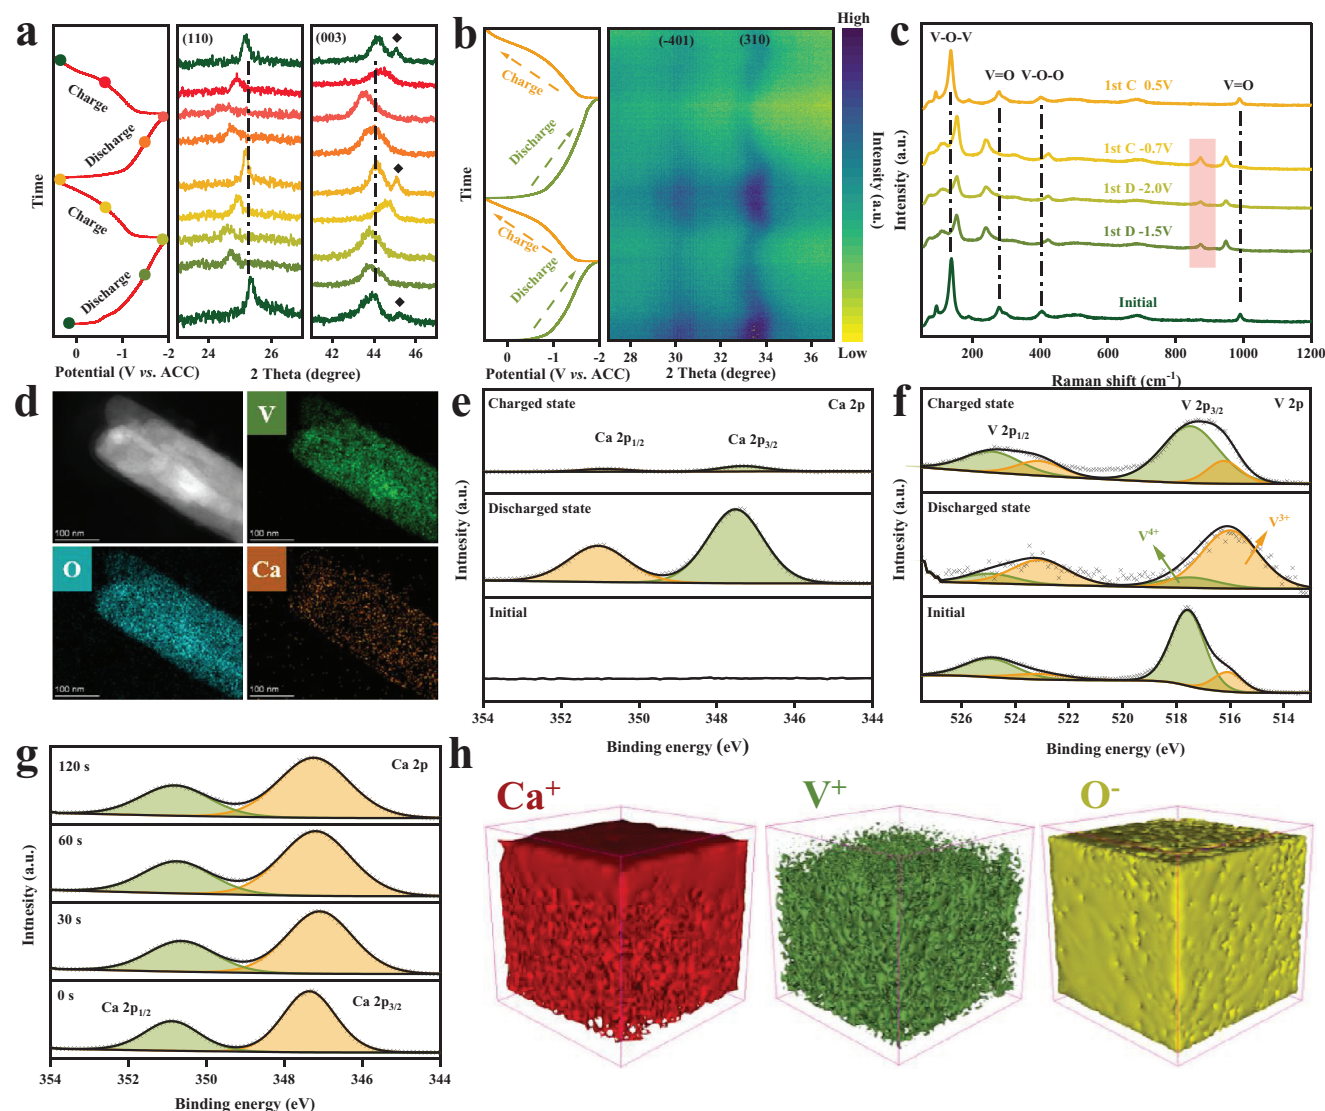 a
(110)
(003)
◆
Charge
Discharge
◆
Charge
Discharge
◆
Time
0 -1 -2
24 26
42 44 46
Potential (V vs. ACC)
2 Theta (degree)
b
(-401)
(310)
High
Low
Charge
Discharge
Charge
Discharge
Time
Intensity (a.u.)
0 -1 -2
28 30 32 34 36
Potential (V vs. ACC)
2 Theta (degree)
c
V-O-V
V=O
V-O-O
V=O
1st C 0.5V
1st C -0.7V
1st D -2.0V
1st D -1.5V
Initial
Intensity (a.u.)
200 400 600 800 1000 1200
Raman shift (cm⁻¹)
d
V
O
Ca
100 nm
100 nm
100 nm
100 nm
e
Charged state
Ca 2p
Ca 2p1/2
Ca 2p3/2
Discharged state
Initial
Intnesity (a.u.)
354 352 350 348 346 344
Binding energy (eV)
f
Charged state
V 2p
V 2p1/2
V 2p3/2
Discharged state
V⁴⁺
V³⁺
Initial
Intnesity (a.u.)
526 524 522 520 518 516 514
Binding energy (eV)
g
120 s
Ca 2p
60 s
30 s
0 s
Ca 2p1/2
Ca 2p3/2
Intnesity (a.u.)
354 352 350 348 346 344
Binding energy (eV)
h
Ca⁺
V⁺
O⁻